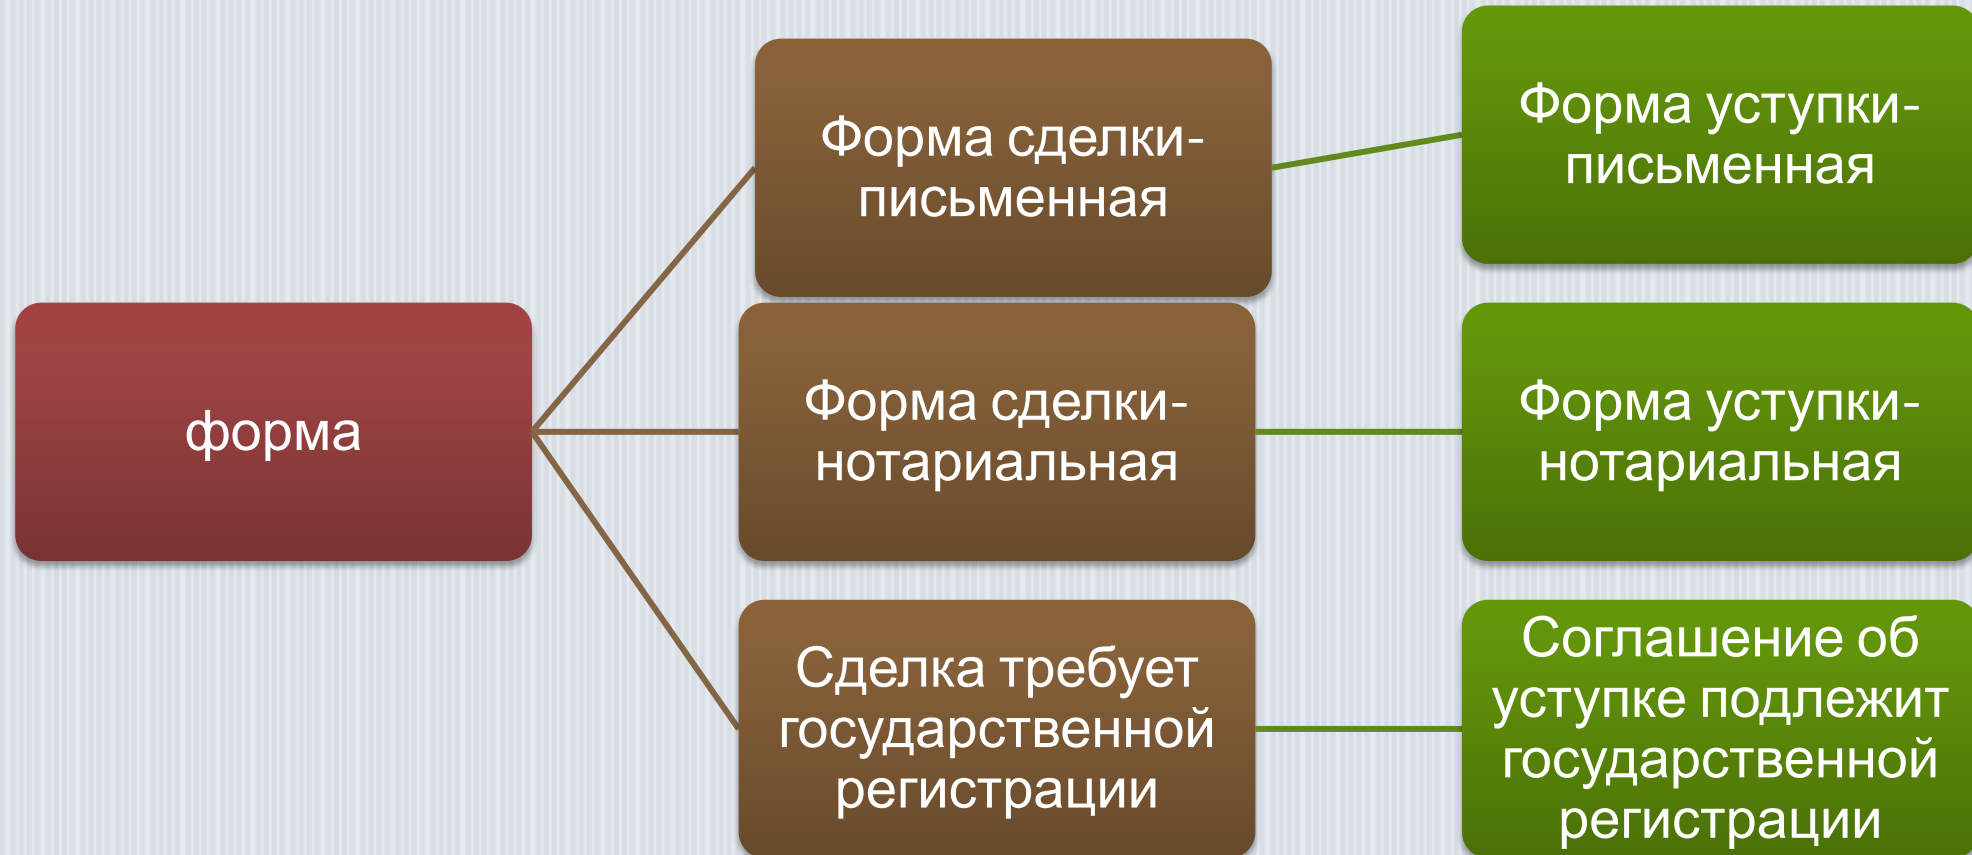 форма
Форма сделки-
письменная
Форма уступки-
письменная
Форма сделки-
нотариальная
Форма уступки-
нотариальная
Сделка требует
государственной
регистрации
Соглашение об
уступке подлежит
государственной
регистрации